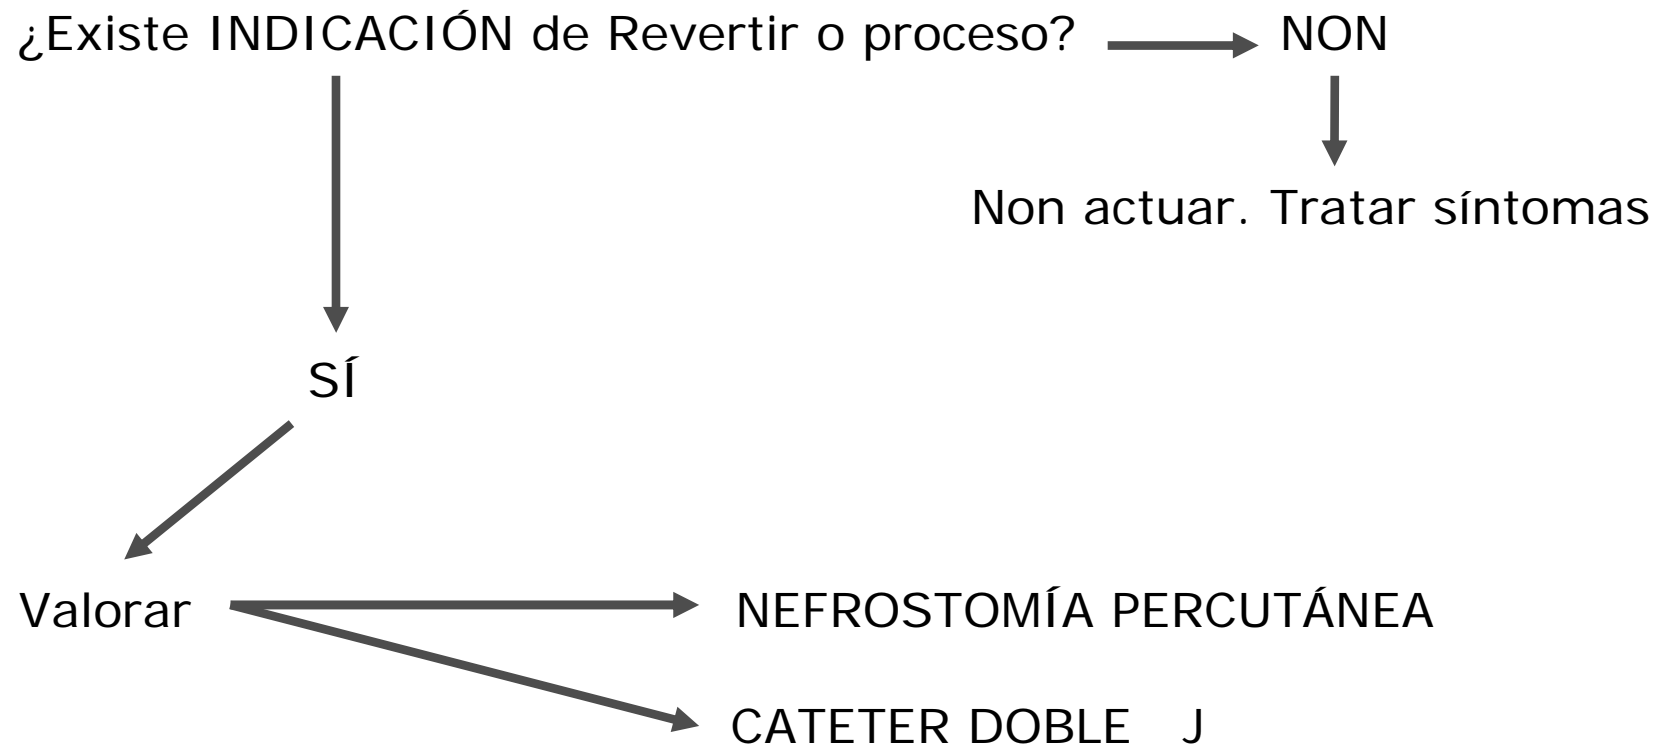 ¿Existe INDICACIÓN de Revertir o proceso? NON
Non actuar. Tratar síntomas
SÍ
Valorar NEFROSTOMÍA PERCUTÁNEA
CATETER DOBLE J